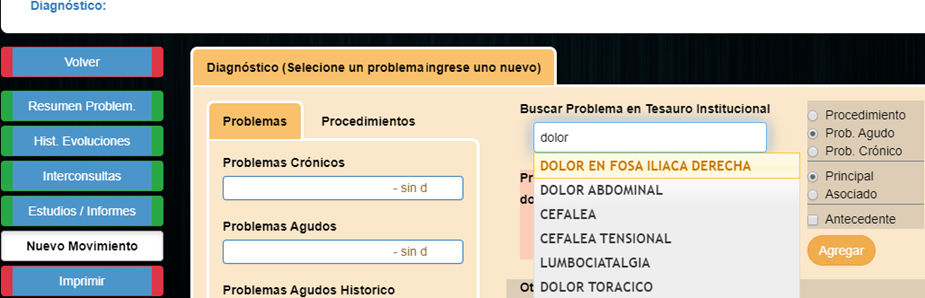 Diagnóstico:
Volver
Resumen Problem.
Hist. Evoluciones
Interconsultas
Estudios / Informes
Nuevo Movimiento
Imprimir
Diagnóstico (Selecione un problema ingrese uno nuevo)
Problemas
Procedimientos
Problemas Crónicos
- sin d
Problemas Agudos
- sin d
Problemas Agudos Historico
Buscar Problema en Tesauro Institucional
dolor
DOLOR EN FOSA ILIACA DERECHA
DOLOR ABDOMINAL
CEFALEA
CEFALEA TENSIONAL
LUMBOCIATALGIA
DOLOR TORACICO
Pr
do
Ot
Procedimiento
Prob. Agudo
Prob. Crónico
Principal
Asociado
Antecedente
Agregar